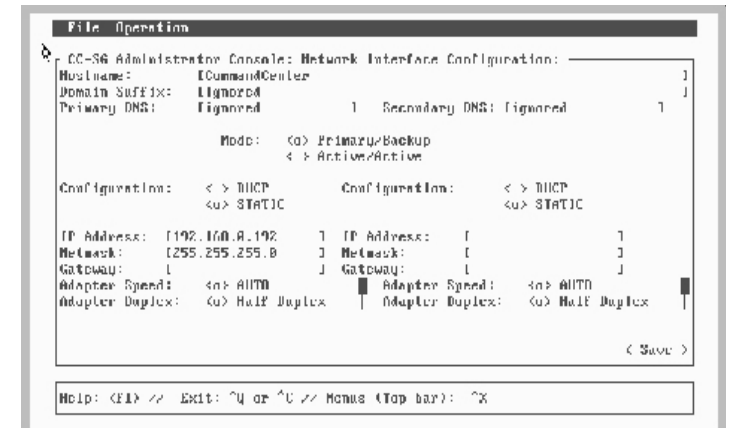 File Operation
CC-SG Administrator Console: Network Interface Configuration:
Hostname: [CommandCenter ]
Domain Suffix: [ignored ]
Primary DNS: [ignored ] Secondary DNS: [ignored ]
Mode: <o> Primary/Backup
< > Active/Active
Configuration: < > DHCP Configuration: < > DHCP
<o> STATIC <o> STATIC
IP Address: [192.168.0.192 ] IP Address: [ ]
Netmask: [255.255.255.0 ] Netmask: [ ]
Gateway: [ ] Gateway: [ ]
Adapter Speed: <o> AUTO Adapter Speed: <o> AUTO
Adapter Duplex: <o> Half Duplex Adapter Duplex: <o> Half Duplex
< Save >
Help: <F1> // Exit: ^Q or ^C // Menus (Top bar): ^X